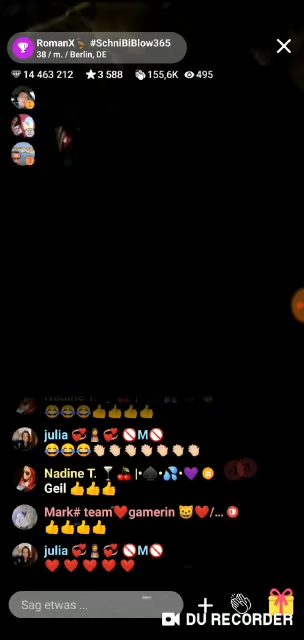 RomanX #SchniBiBlow365
38 / m. / Berlin, DE
14 463 212 3 588 155,6K 495
Nadine T.
😂😂😂👍👍👍👍
julia 💞 💞 🚫M🚫
😂😂😂👏🏻👏🏻👏🏻👏🏻👏🏻👏🏻👏🏻
Nadine T. 🍸🍒|•♠•💦•💜
Geil 👍👍👍
Mark# team❤gamerin 😺❤/...
👍👍👍👍
julia 💞 💞 🚫M🚫
❤❤❤❤❤
Sag etwas ...
DU RECORDER